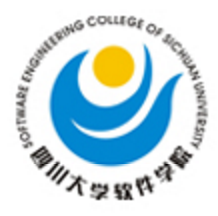 SOFTWARE ENGINEERING COLLEGE OF SICHUAN UNIVERSITY
四川大学软件学院